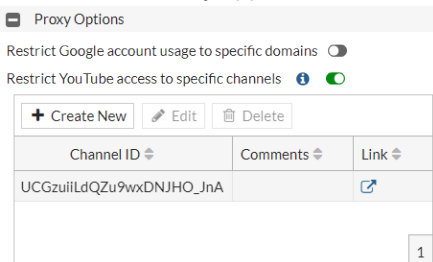 Proxy Options
Restrict Google account usage to specific domains
Restrict YouTube access to specific channels
+ Create New Edit Delete
Channel ID Comments Link
UCGzuiiLdQZu9wxDNJHO_JnA
1